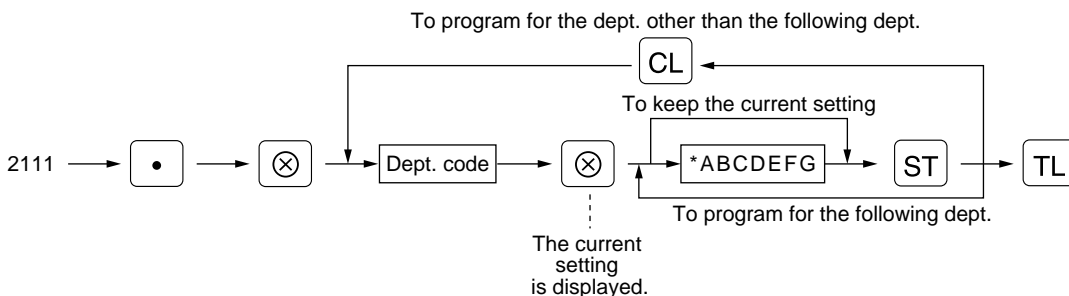 To program for the dept. other than the following dept.
CL
To keep the current setting
2111 • ⊗ Dept. code ⊗ *ABCDEFG ST TL
To program for the following dept.
The current
setting
is displayed.